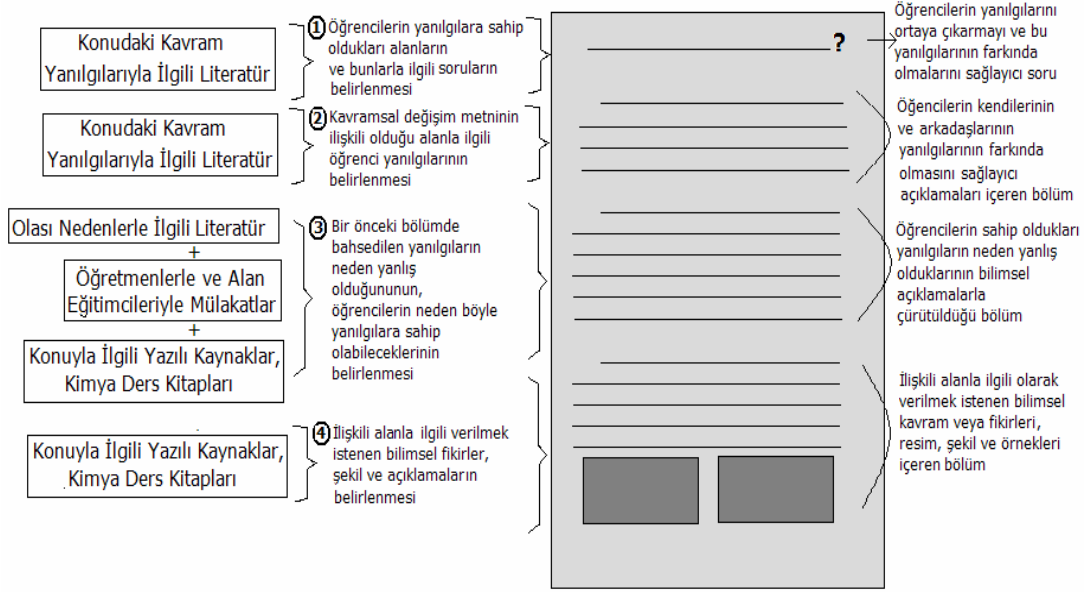 Konudaki Kavram
Yanılgılarıyla İlgili Literatür
① Öğrencilerin yanılgılara sahip
oldukları alanların
ve bunlarla ilgili soruların
belirlenmesi
?
Öğrencilerin yanılgılarını
ortaya çıkarmayı ve bu
yanılgılarının farkında
olmalarını sağlayıcı soru
Konudaki Kavram
Yanılgılarıyla İlgili Literatür
② Kavramsal değişim metninin
ilişkili olduğu alanla ilgili
öğrenci yanılgılarının
belirlenmesi
Öğencilerin kendilerinin
ve arkadaşlarının
yanılgılarının farkında
olmasını sağlayıcı
açıklamaları içeren bölüm
Olası Nedenlerle İlgili Literatür
+
Öğretmenlerle ve Alan
Eğitimcileriyle Mülakatlar
+
Konuyla İlgili Yazılı Kaynaklar,
Kimya Ders Kitapları
③ Bir önceki bölümde
bahsedilen yanılgıların
neden yanlış
olduğununun,
öğrencilerin neden böyle
yanılgılara sahip
olabileceklerinin
belirlenmesi
Öğrencilerin sahip oldukları
yanılgıların neden yanlış
olduklarının bilimsel
açıklamalarla
çürütüldüğü bölüm
Konuyla İlgili Yazılı Kaynaklar,
Kimya Ders Kitapları
④ İlişkili alanla ilgili verilmek
istenen bilimsel fikirler,
şekil ve açıklamaların
belirlenmesi
İlişkili alanla ilgili olarak
verilmek istenen bilimsel
kavram veya fikirleri,
resim, şekil ve örnekleri
içeren bölüm